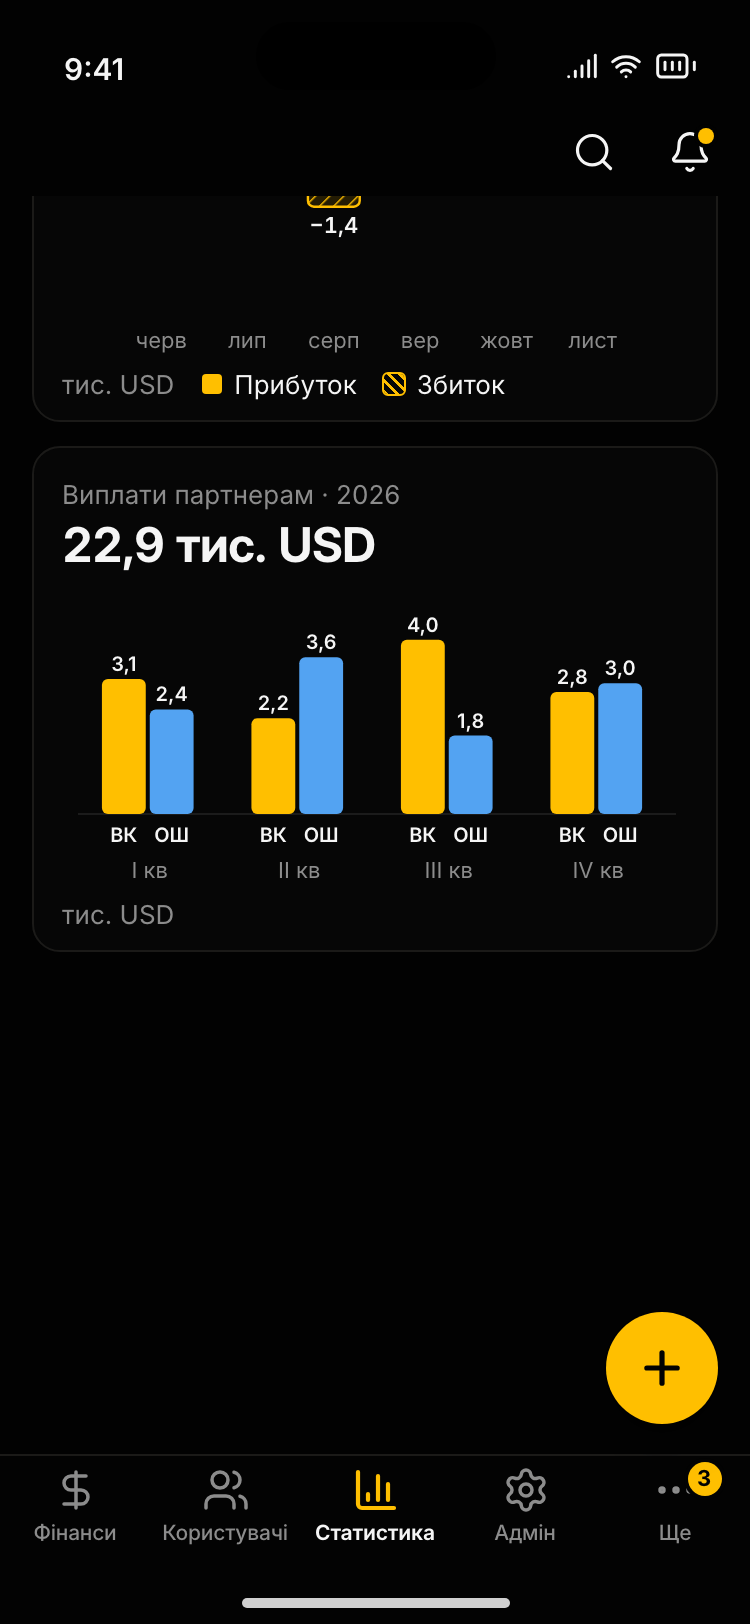 9:41
−1,4
черв лип серп вер жовт лист
тис. USD Прибуток Збиток
Виплати партнерам · 2026
22,9 тис. USD
3,1 2,4 2,2 3,6 4,0 1,8 2,8 3,0
ВК ОШ ВК ОШ ВК ОШ ВК ОШ
I кв II кв III кв IV кв
тис. USD
3
Фінанси Користувачі Статистика Адмін Ще